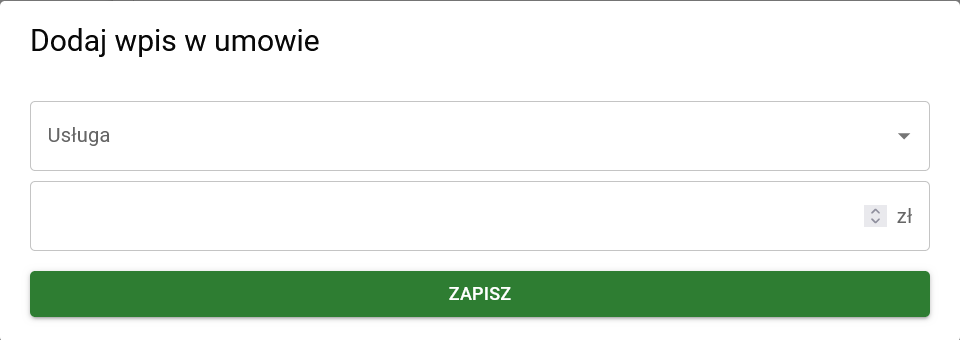 Dodaj wpis w umowie
Usługa
zł
ZAPISZ